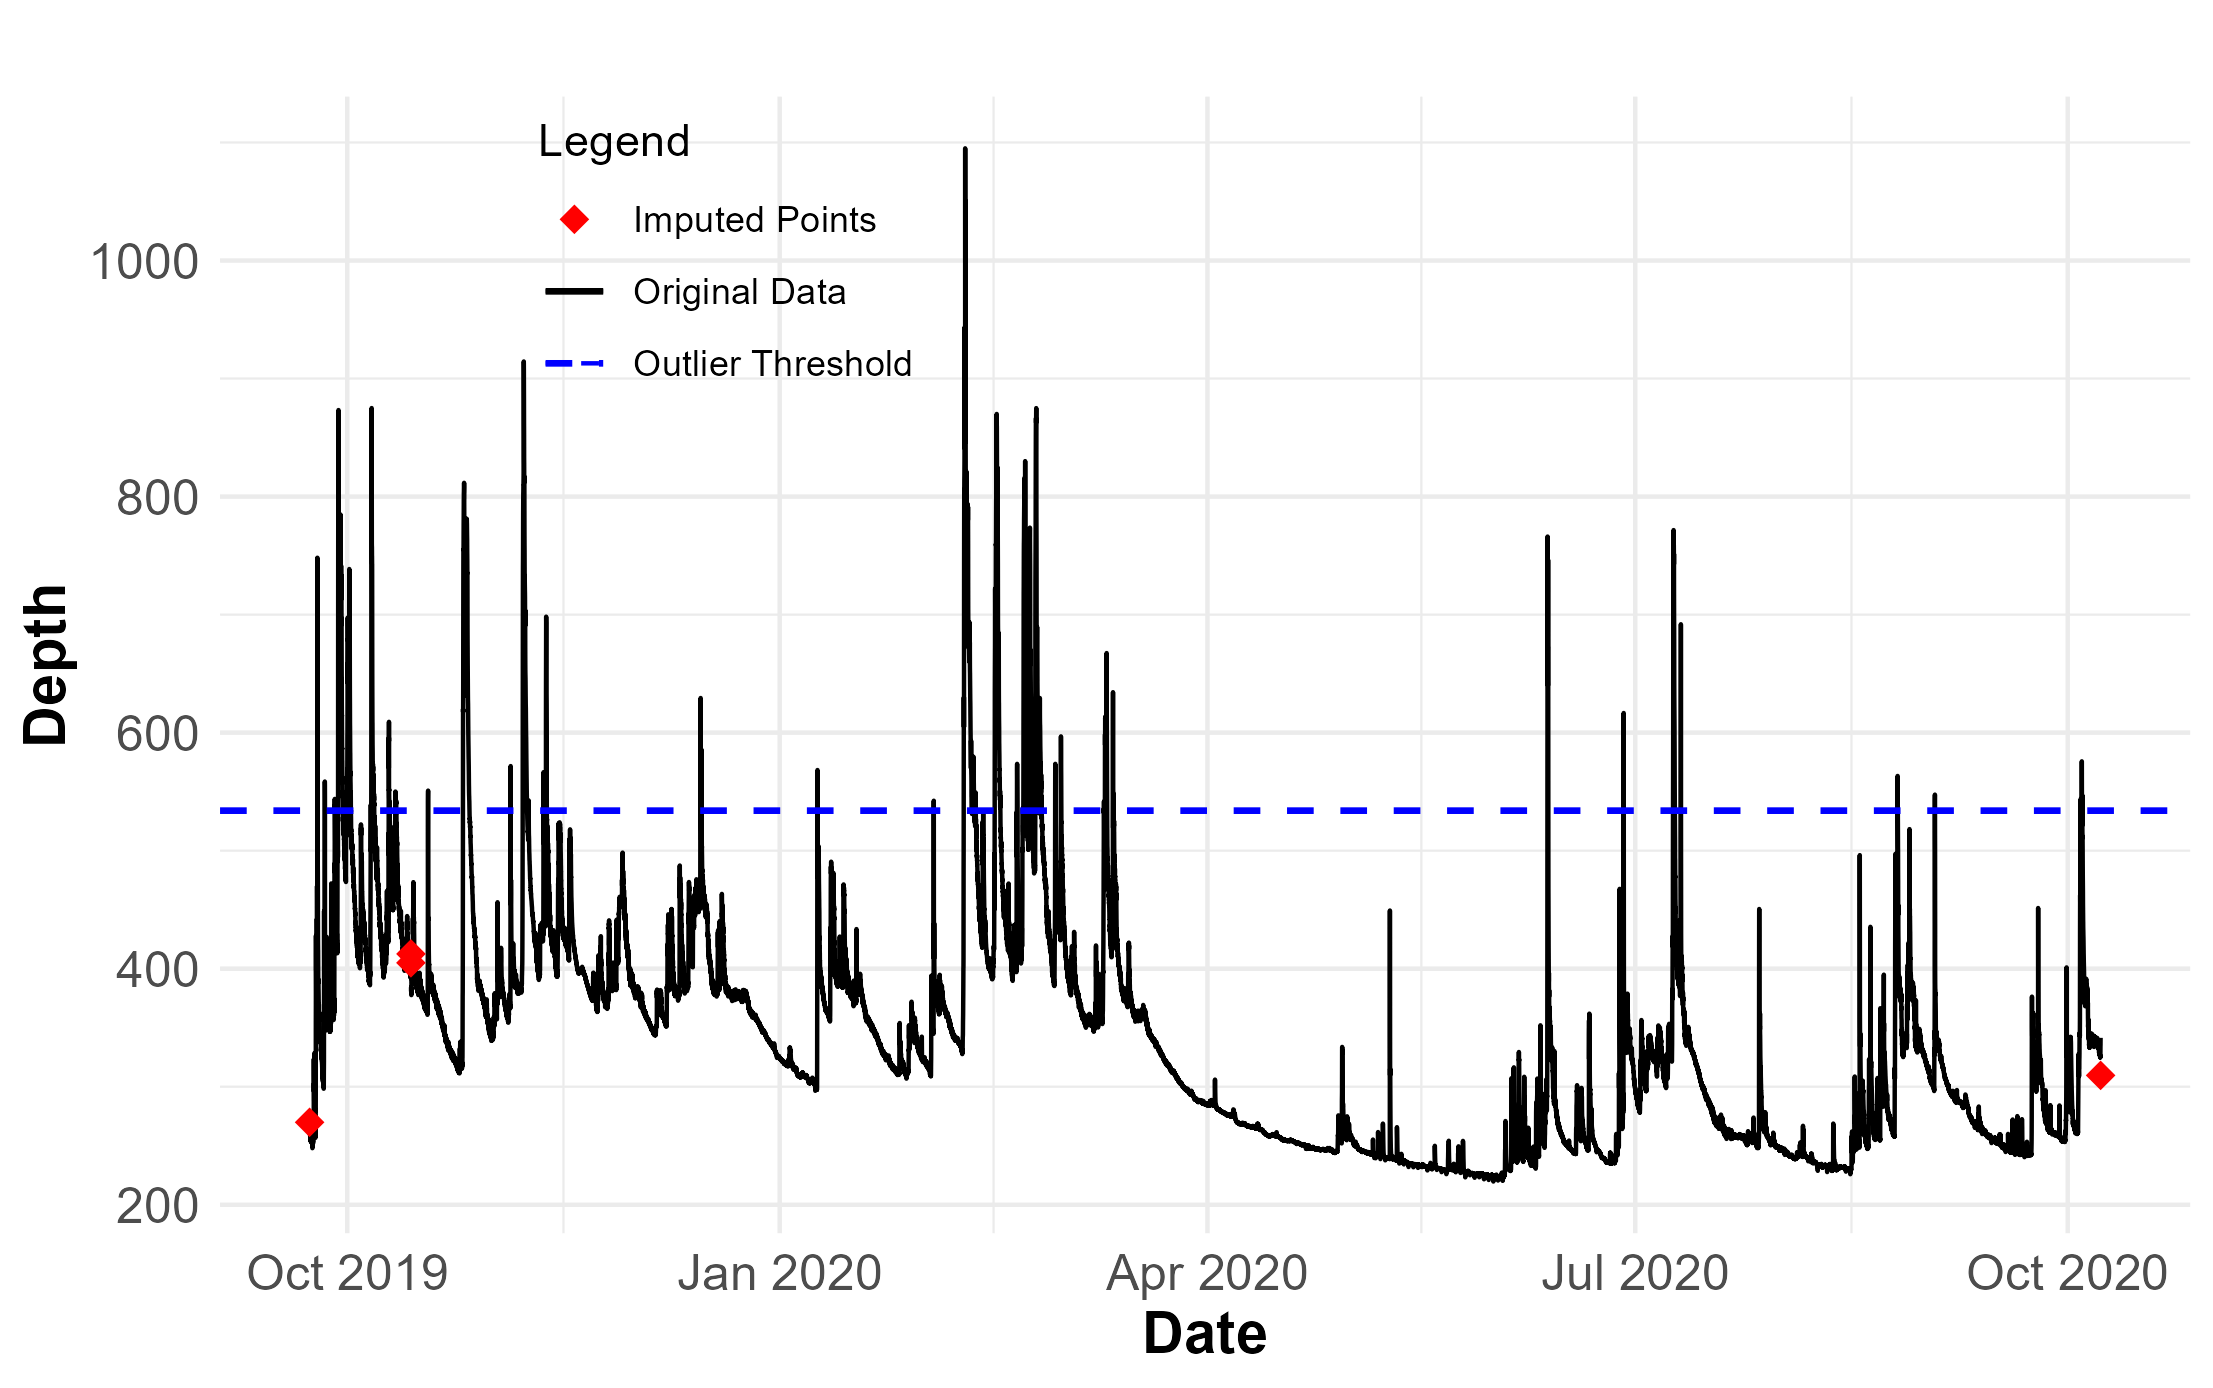 Legend
Imputed Points
Original Data
Outlier Threshold
1000
800
600
400
200
Depth
Oct 2019 Jan 2020 Apr 2020 Jul 2020 Oct 2020
Date